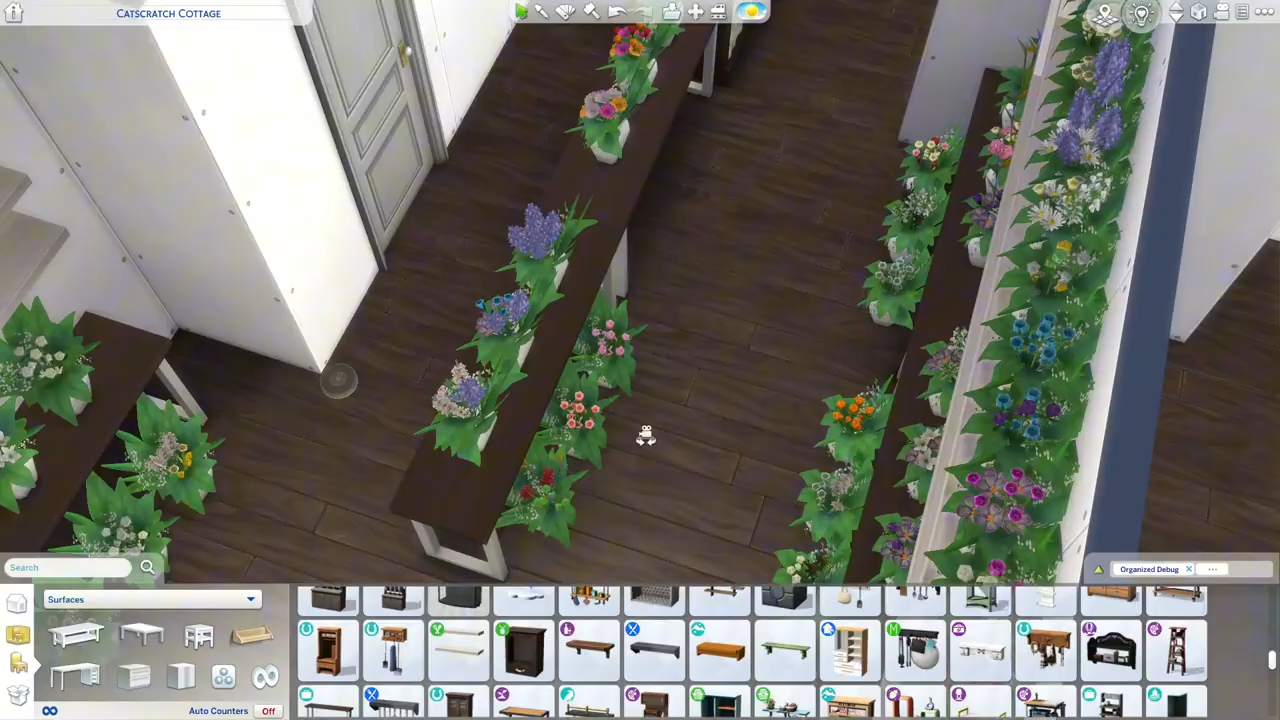 CATSCRATCH COTTAGE
Search
Organized Debug
Surfaces
Auto Counters
Off